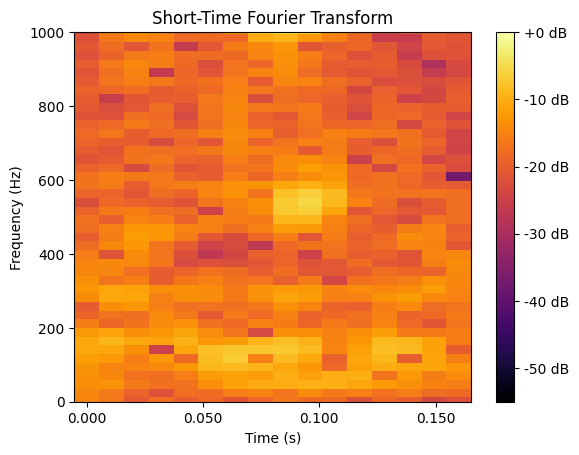 Short-Time Fourier Transform
1000
800
600
400
200
0
Frequency (Hz)
0.000
0.050
0.100
0.150
Time (s)
+0 dB
-10 dB
-20 dB
-30 dB
-40 dB
-50 dB